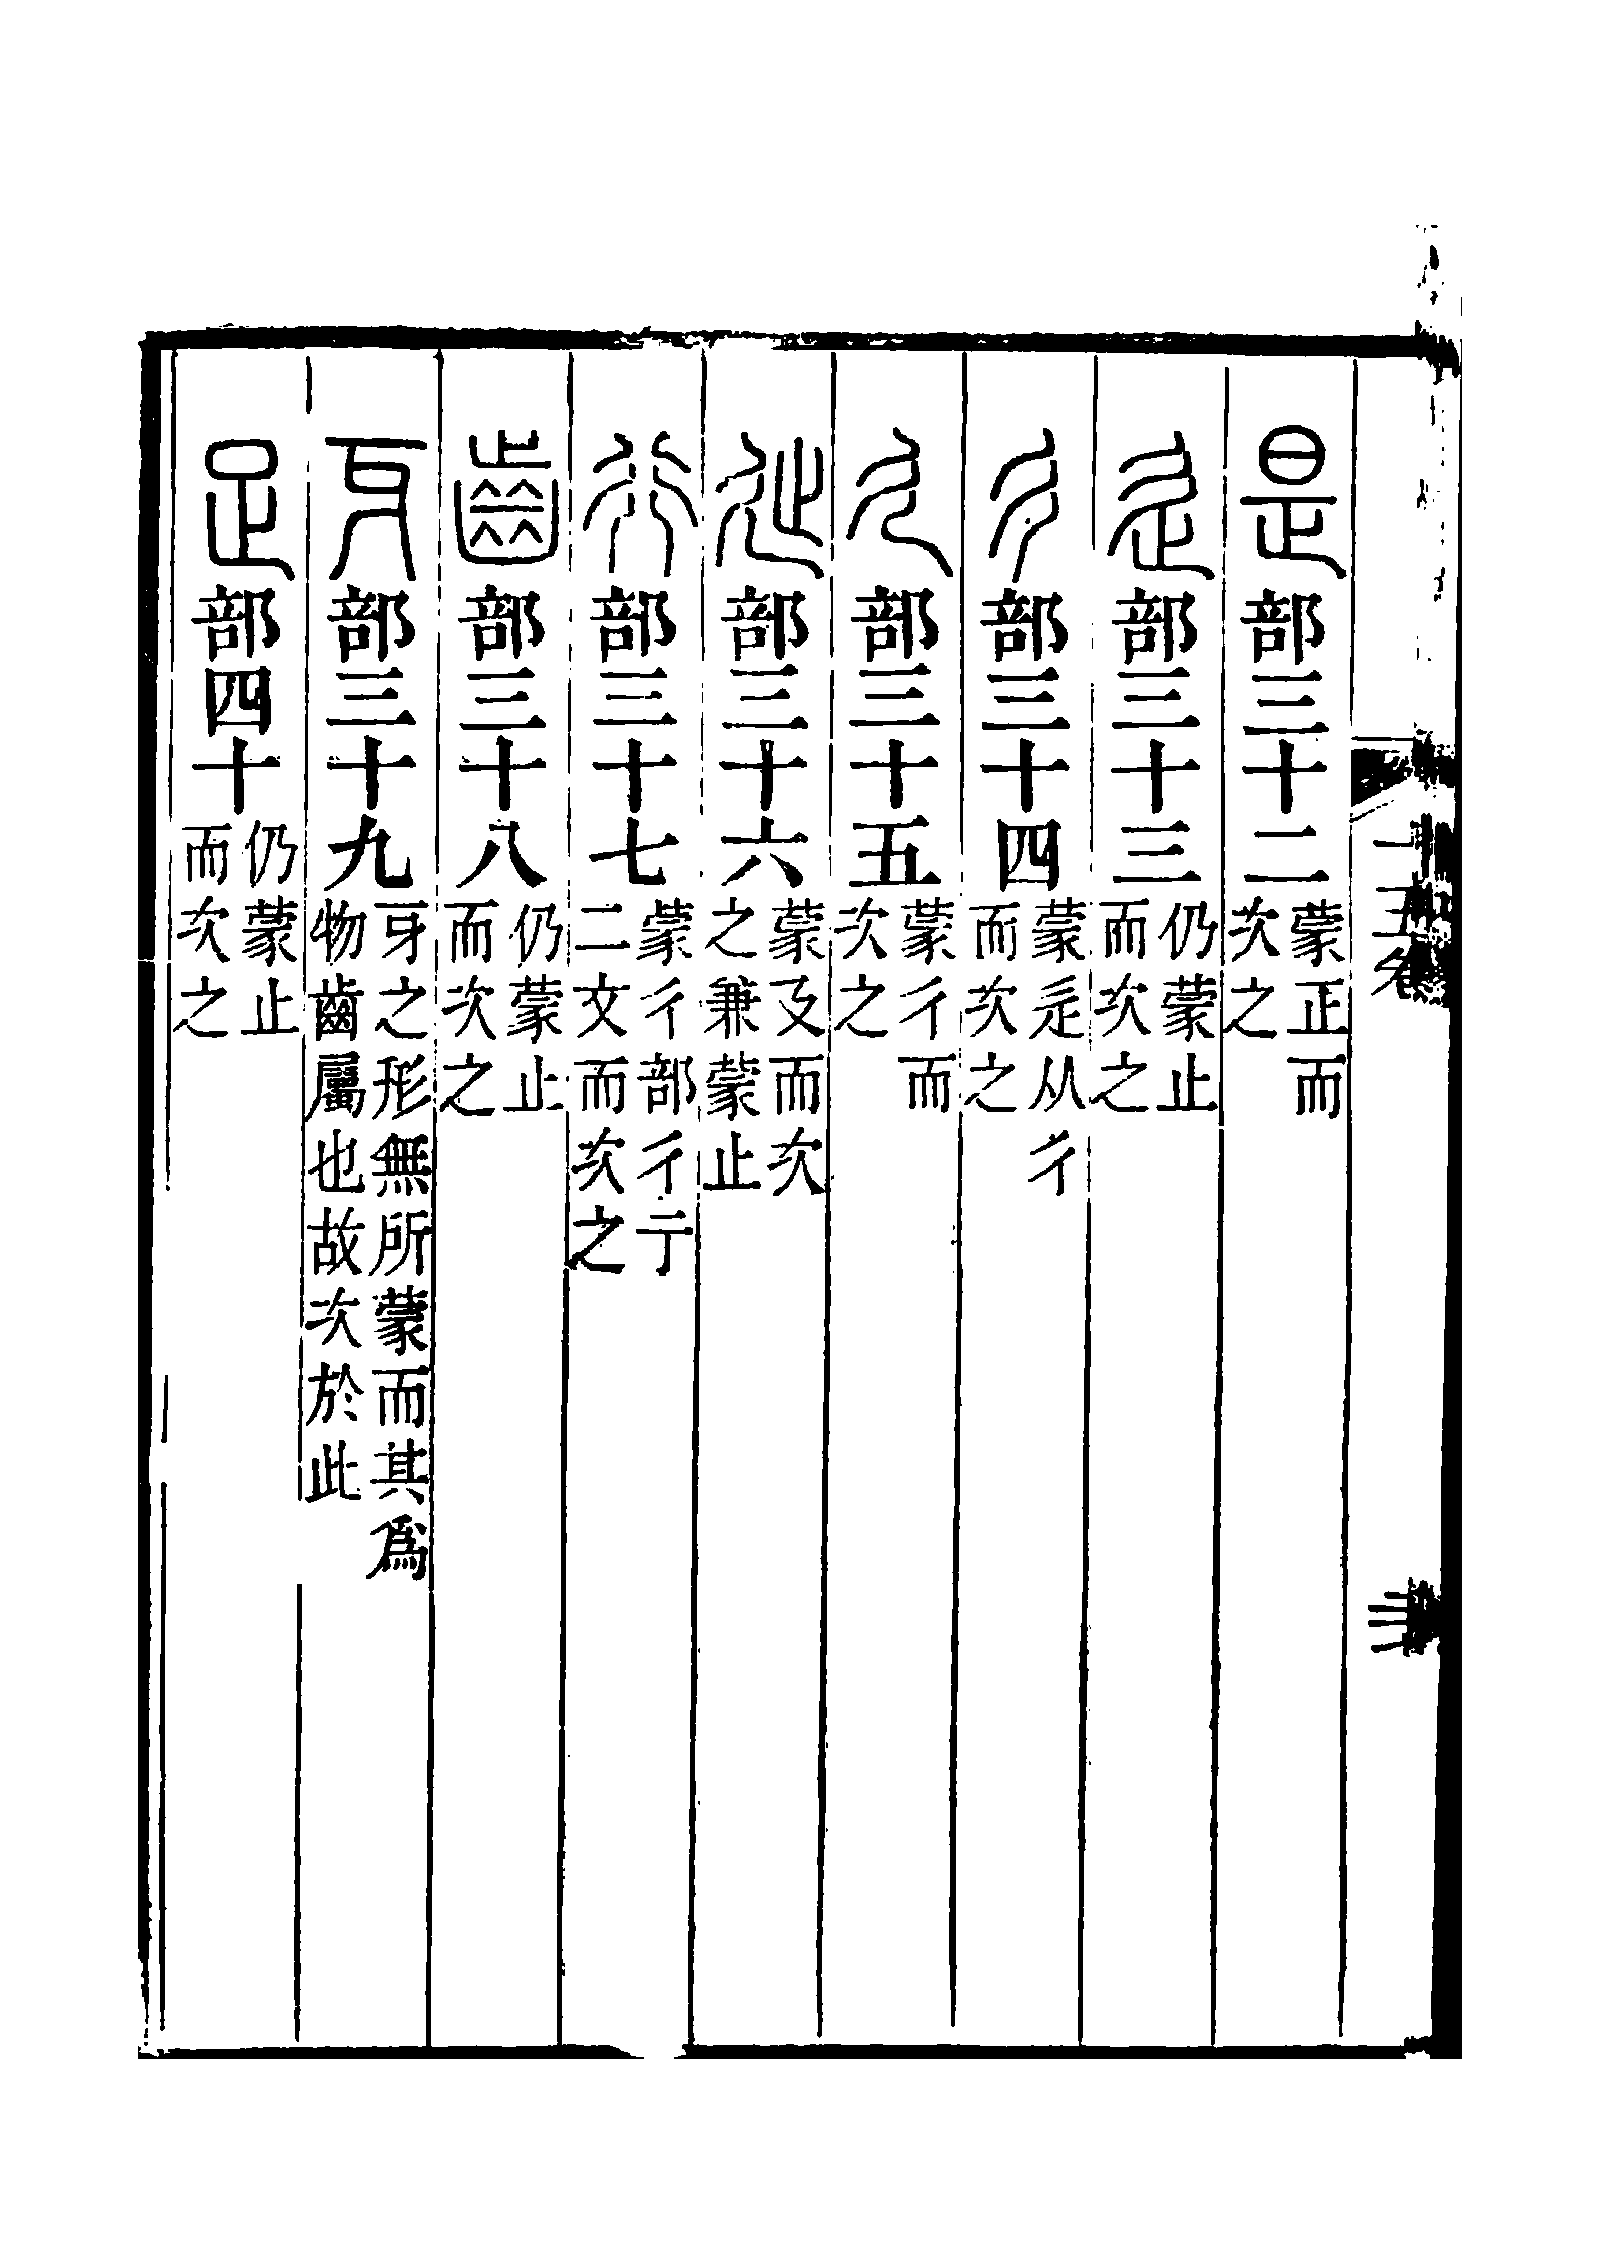 是部三十二蒙正而次之
辵部三十三仍蒙止而次之
彳部三十四蒙辵从彳而次之
廴部三十五蒙彳而次之
㢟部三十六蒙廴而次之兼蒙止
行部三十七蒙彳部彳亍二文而次之
齒部三十八仍蒙止而次之
牙部三十九牙之形無所蒙而其爲物齒屬也故次於此
足部四十仍蒙止而次之